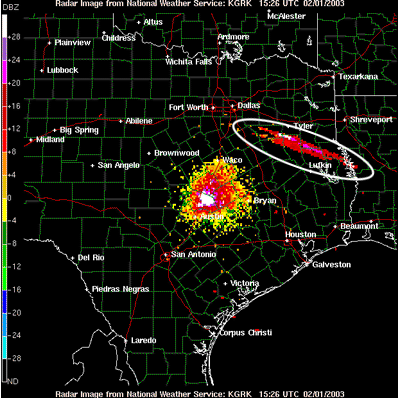 DBZ
Radar Image from National Weather Service: KGRK 15:26 UTC 02/01/2003
Altus
McAlester
Childress
Plainview
Ardmore
Wichita Falls
Lubbock
Texarkana
Fort Worth
Dallas
Abilene
Shreveport
Big Spring
Tyler
Midland
Brownwood
Waco
San Angelo
Lufkin
Bryan
Austin
Beaumont
Houston
San Antonio
Del Rio
Galveston
Victoria
Piedras Negras
Corpus Christi
Laredo
28
24
20
16
12
8
4
0
-4
-8
-12
-16
-20
-24
-28
ND
Radar Image from National Weather Service: KGRK 15:26 UTC 02/01/2003